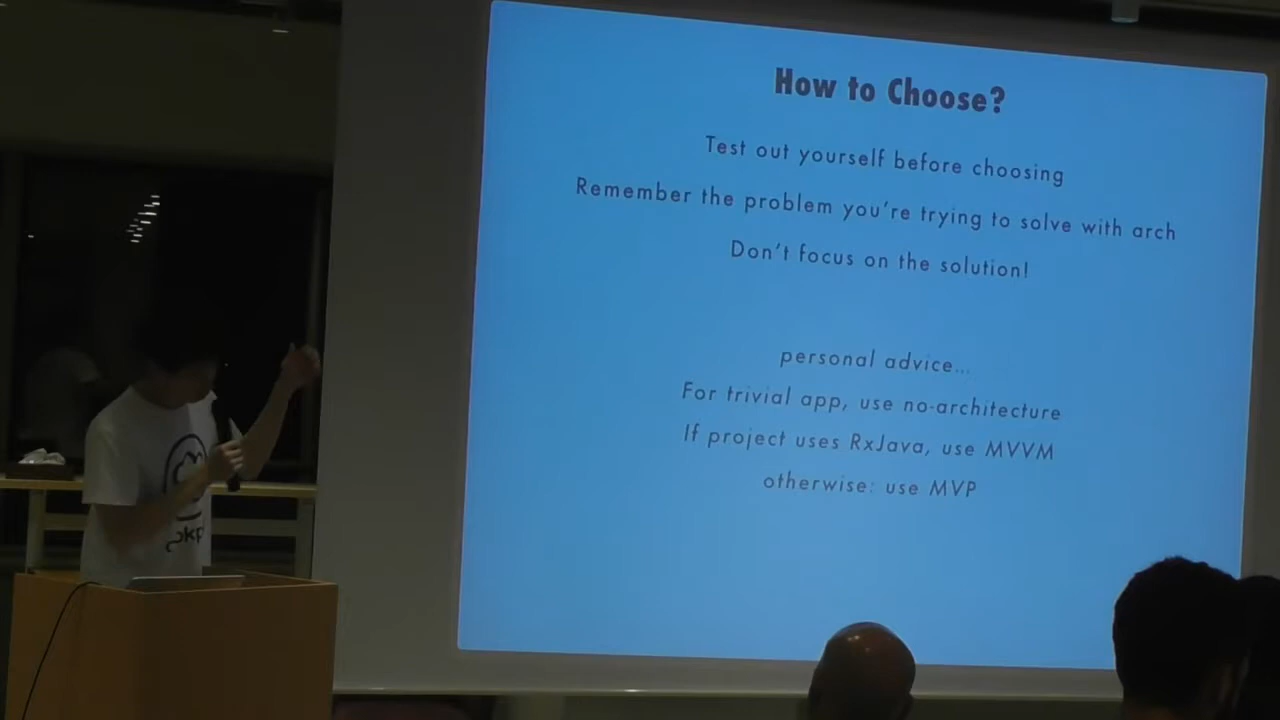 How to Choose?
Test out yourself before choosing
Remember the problem you're trying to solve with arch
Don't focus on the solution!
personal advice...
For trivial app, use no-architecture
If project uses RxJava, use MVVM
otherwise: use MVP